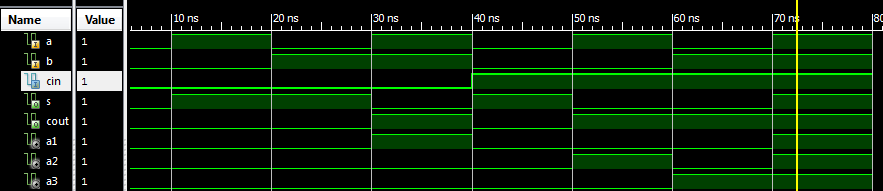 Name Value 10 ns 20 ns 30 ns 40 ns 50 ns 60 ns 70 ns 80
a 1
b 1
cin 1
s 1
cout 1
a1 1
a2 1
a3 1